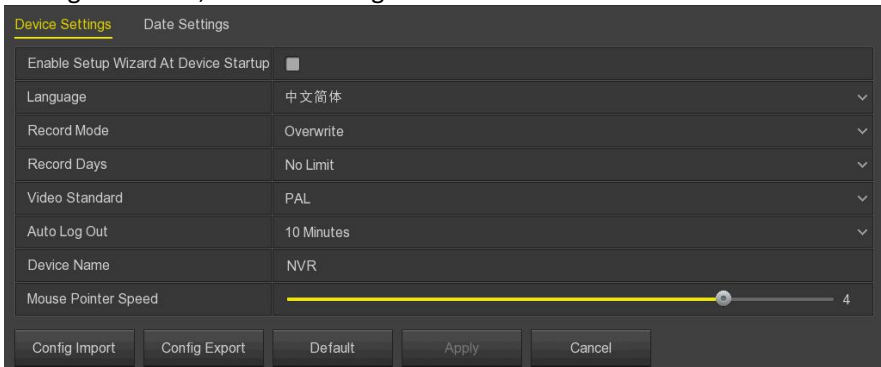 Device Settings Date Settings
Enable Setup Wizard At Device Startup
Language 中文简体
Record Mode Overwrite
Record Days No Limit
Video Standard PAL
Auto Log Out 10 Minutes
Device Name NVR
Mouse Pointer Speed 4
Config Import Config Export Default Apply Cancel